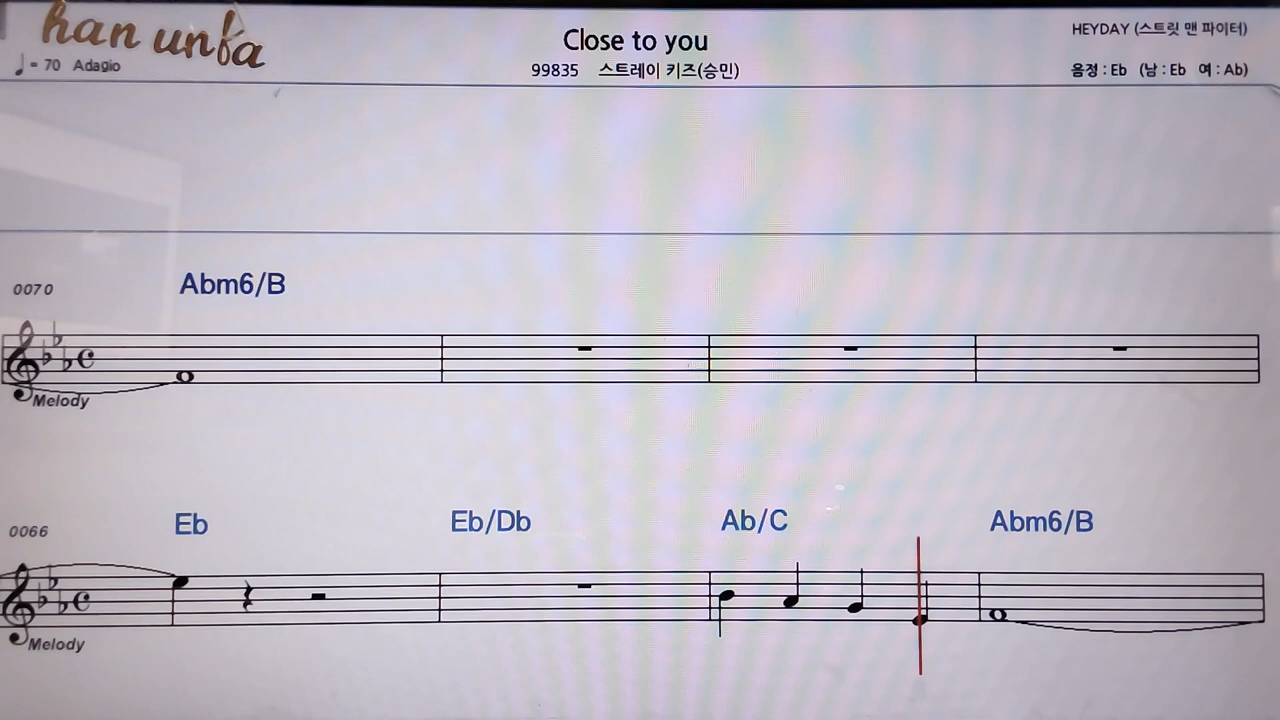 han unba
♩= 70 Adagio
Close to you
99835 스트레이 키즈(승민)
HEYDAY (스트릿 맨 파이터)
음정 : Eb (남 : Eb 여 : Ab)
0070
Abm6/B
Melody
0066
Eb
Eb/Db
Ab/C
Abm6/B
Melody